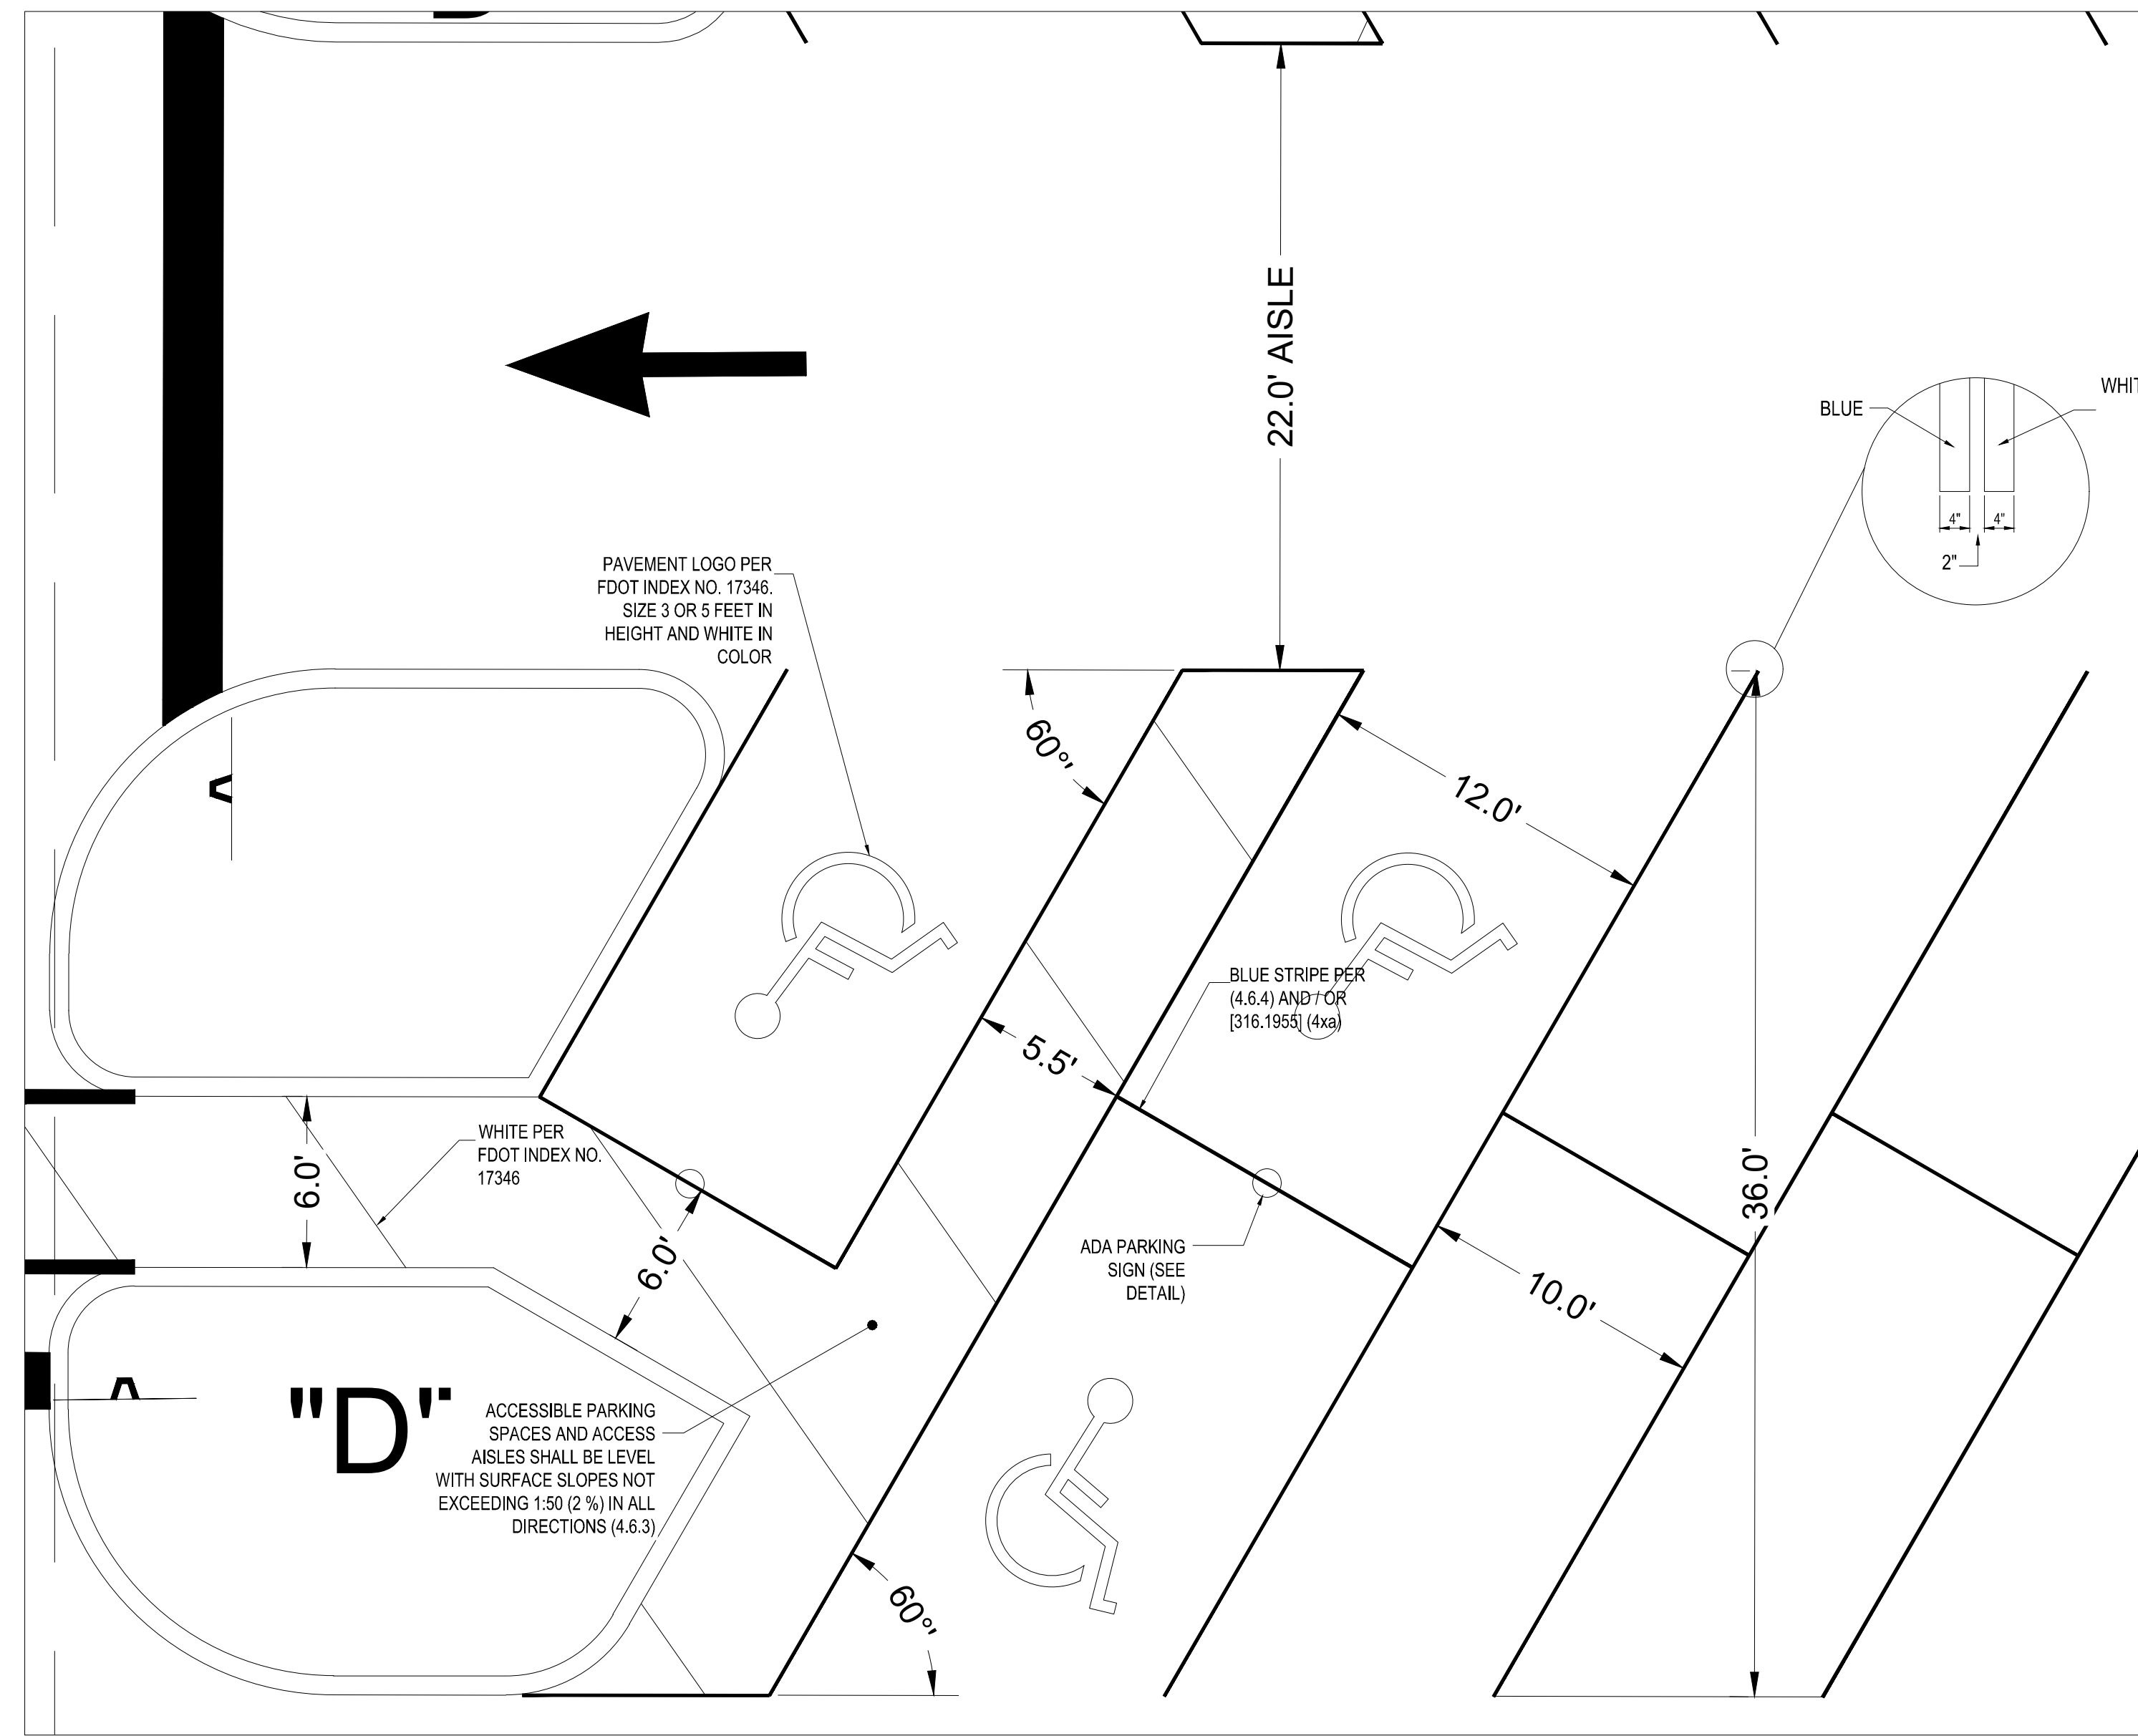 22.0' AISLE
BLUE
WHIT
4"
4"
2"
PAVEMENT LOGO PER
FDOT INDEX NO. 17346.
SIZE 3 OR 5 FEET IN
HEIGHT AND WHITE IN
COLOR
60°'
12.0'
A
BLUE STRIPE PER
(4.6.4) AND / OR
[316.1955] (4xa)
5.5'
WHITE PER
FDOT INDEX NO.
17346
6.0'
6.0'
36.0'
ADA PARKING
SIGN (SEE
DETAIL)
10.0'
A
"D"
ACCESSIBLE PARKING
SPACES AND ACCESS
AISLES SHALL BE LEVEL
WITH SURFACE SLOPES NOT
EXCEEDING 1:50 (2 %) IN ALL
DIRECTIONS (4.6.3)
60°'